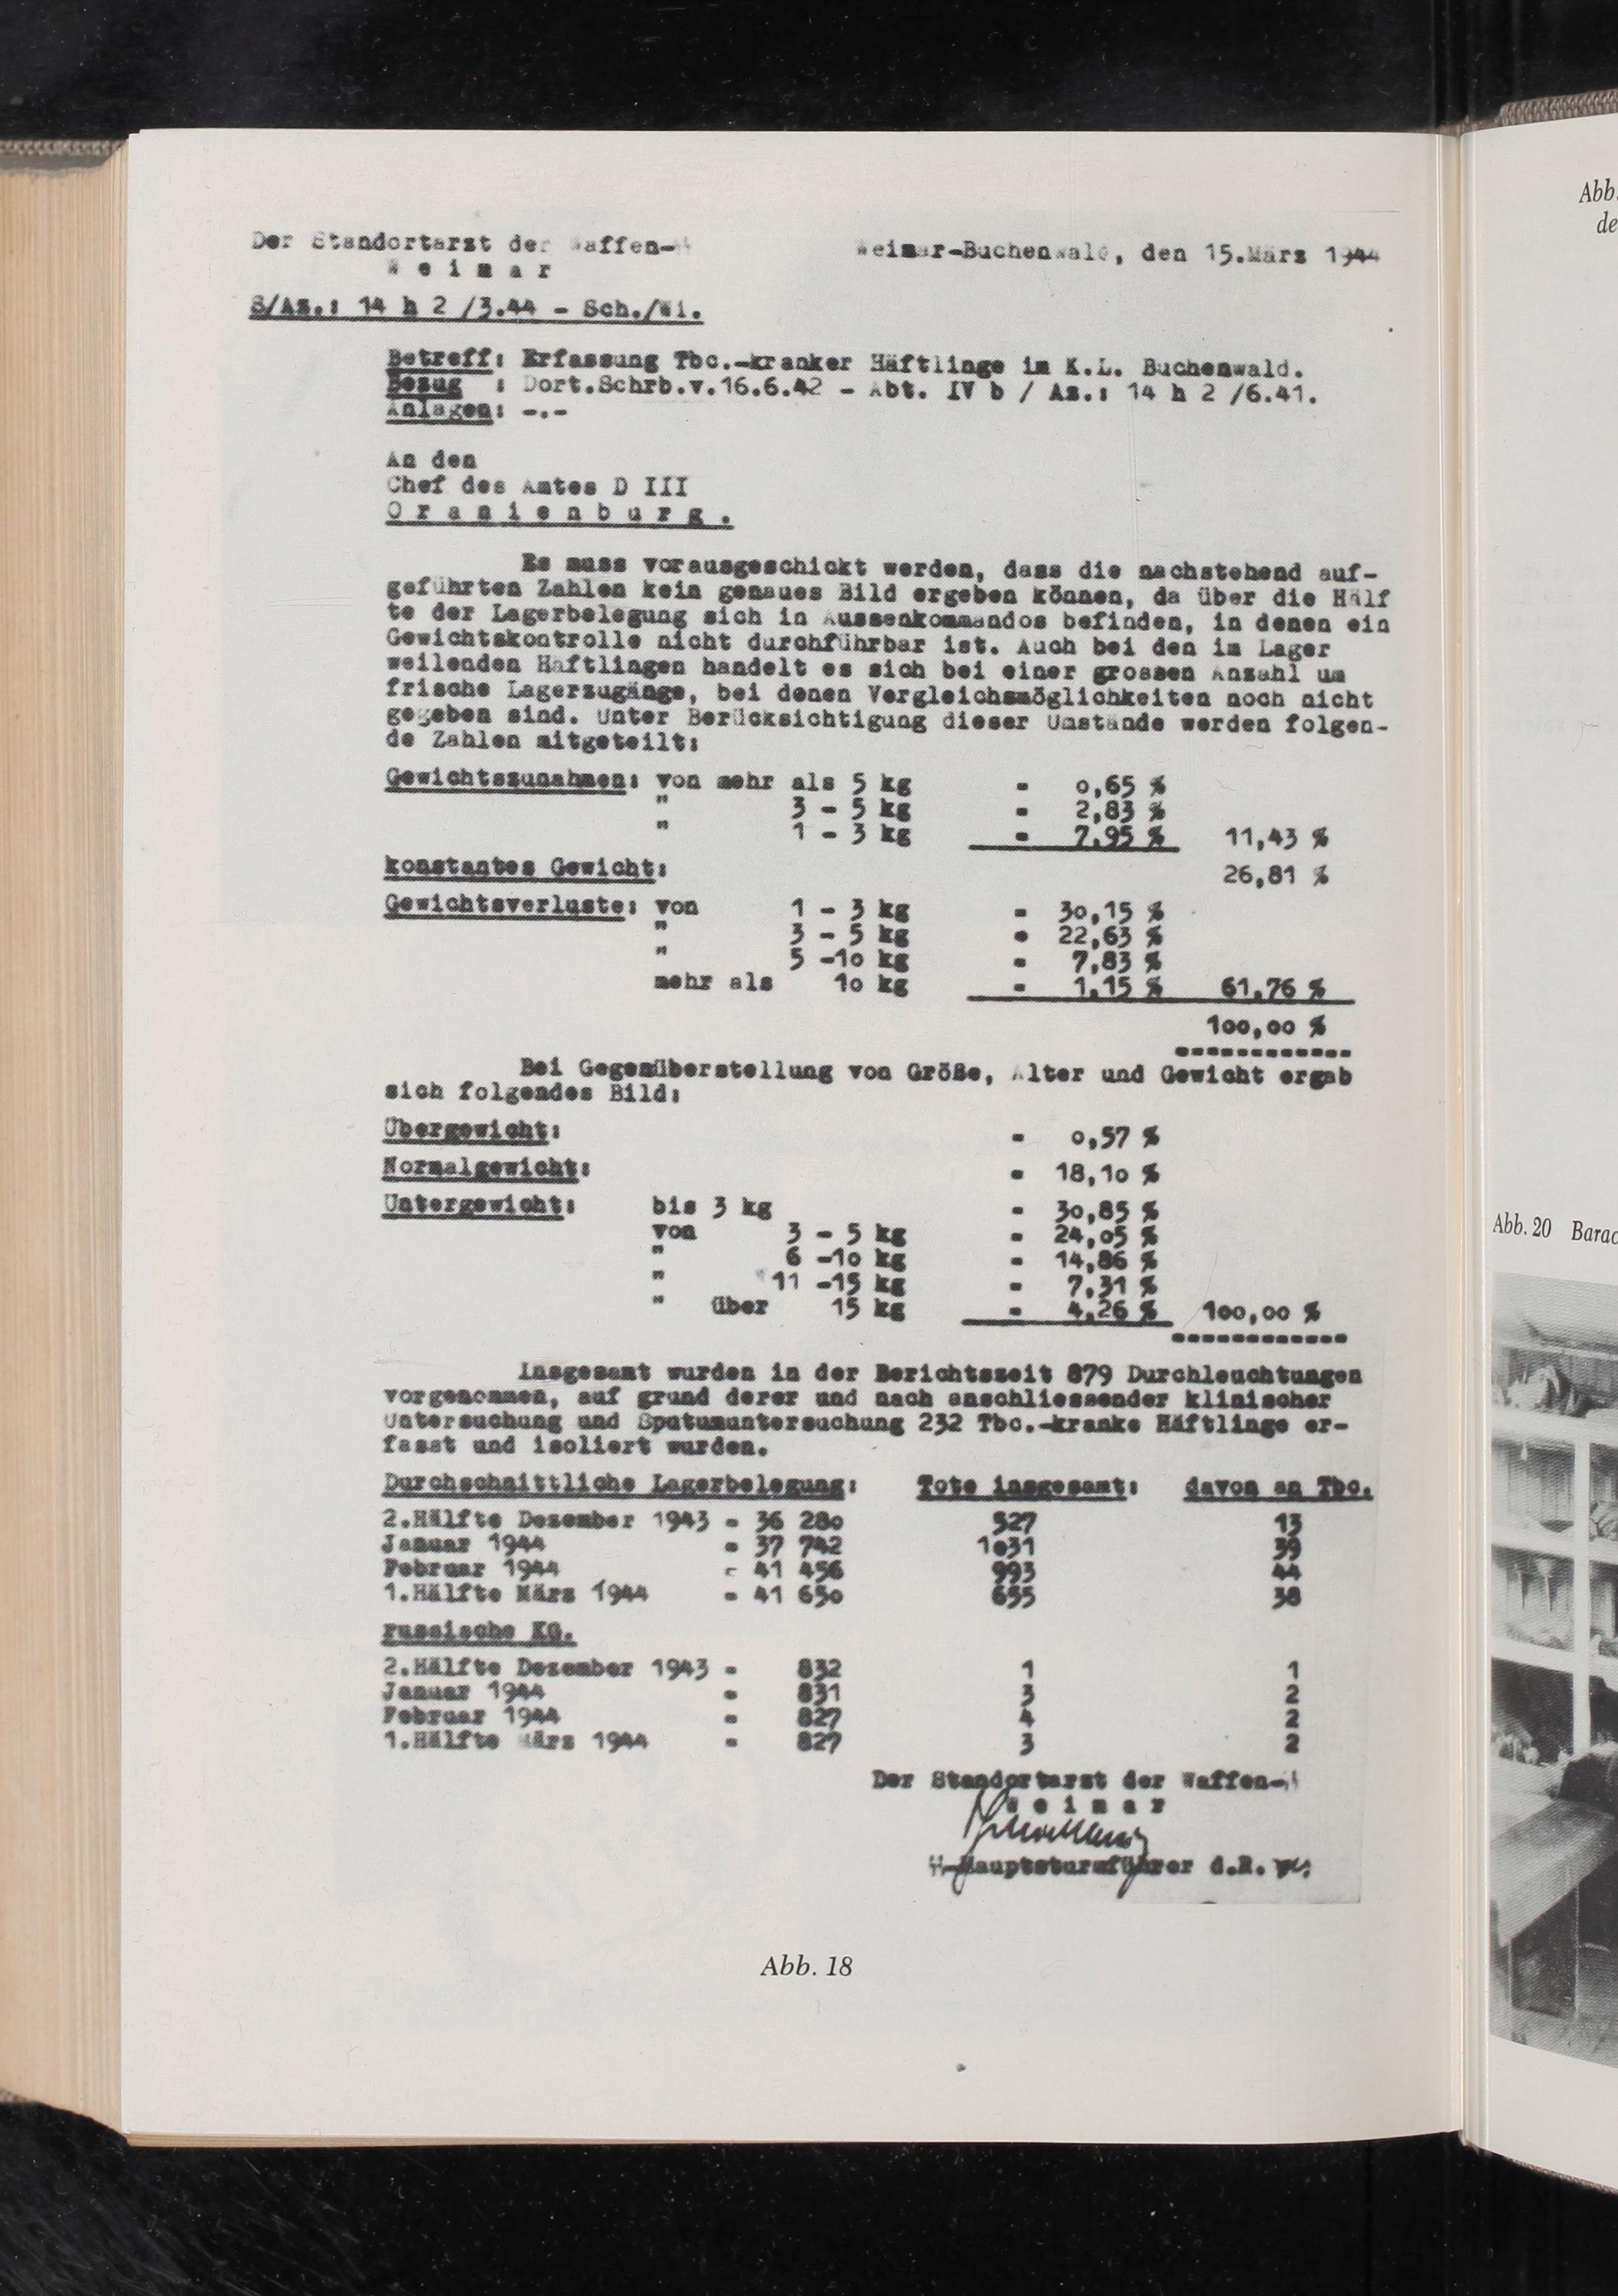 Der Standortarzt der Waffen-SS
Weimar
Weimar-Buchenwald, den 15.März 1944
S/Az.: 14 h 2 /3.44 - Sch./Wi.
Betreff: Erfassung Tbc.-kranker Häftlinge im K.L. Buchenwald.
Bezug : Dort.Schrb.v.16.6.42 - Abt. IV b / Az.: 14 h 2 /6.41.
Anlagen: -.-
An den
Chef des Amtes D III
Oranienburg.
Es muss vorausgeschickt werden, dass die nachstehend auf-
geführten Zahlen kein genaues Bild ergeben können, da über die Hälf
te der Lagerbelegung sich in Aussenkommandos befinden, in denen ein
Gewichtskontrolle nicht durchführbar ist. Auch bei den im Lager
weilenden Häftlingen handelt es sich bei einer grossen Anzahl um
frische Lagerzugänge, bei denen Vergleichsmöglichkeiten noch nicht
gegeben sind. Unter Berücksichtigung dieser Umstände werden folgen-
de Zahlen mitgeteilt:
Gewichtszunahmen: von mehr als 5 kg = 0,65 %
" 3 - 5 kg = 2,83 %
" 1 - 3 kg = 7,95 % 11,43 %
konstantes Gewicht: 26,81 %
Gewichtsverluste: von 1 - 3 kg = 30,15 %
" 3 - 5 kg = 22,63 %
" 5 -10 kg = 7,83 %
mehr als 10 kg = 1,15 % 61,76 %
100,00 %
Bei Gegenüberstellung von Größe, Alter und Gewicht ergab
sich folgendes Bild:
Übergewicht: = 0,57 %
Normalgewicht: = 18,10 %
Untergewicht: bis 3 kg = 30,85 %
von 3 - 5 kg = 24,05 %
" 6 -10 kg = 14,86 %
" 11 -15 kg = 7,31 %
" über 15 kg = 4,26 % 100,00 %
Insgesamt wurden in der Berichtszeit 879 Durchleuchtungen
vorgenommen, auf grund derer und nach anschliessender klinischer
Untersuchung und Sputumuntersuchung 232 Tbc.-kranke Häftlinge er-
fasst und isoliert wurden.
Durchschnittliche Lagerbelegung: Tote insgesamt: davon an Tbc.
2.Hälfte Dezember 1943 = 36 280 527 13
Januar 1944 = 37 742 1031 39
Februar 1944 = 41 456 993 44
1.Hälfte März 1944 = 41 650 655 38
russische KG.
2.Hälfte Dezember 1943 = 832 1 1
Januar 1944 = 831 3 2
Februar 1944 = 827 4 2
1.Hälfte März 1944 = 827 3 2
Der Standortarzt der Waffen-SS
Weimar
SS-Hauptsturmführer d.R.
Abb. 18
Abb.
de
Abb. 20 Barac